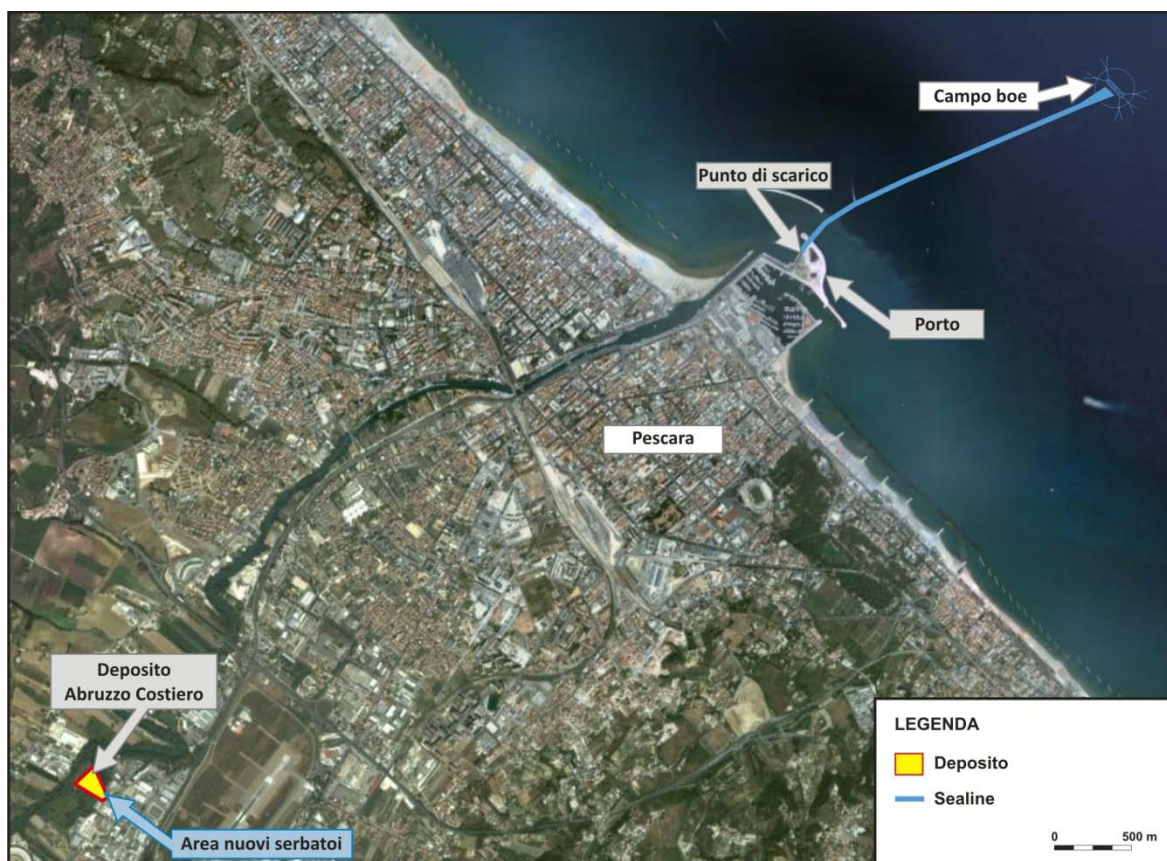 Campo boe
Punto di scarico
Porto
Pescara
Deposito
Abruzzo Costiero
Area nuovi serbatoi
LEGENDA
Deposito
Sealine
0 500 m